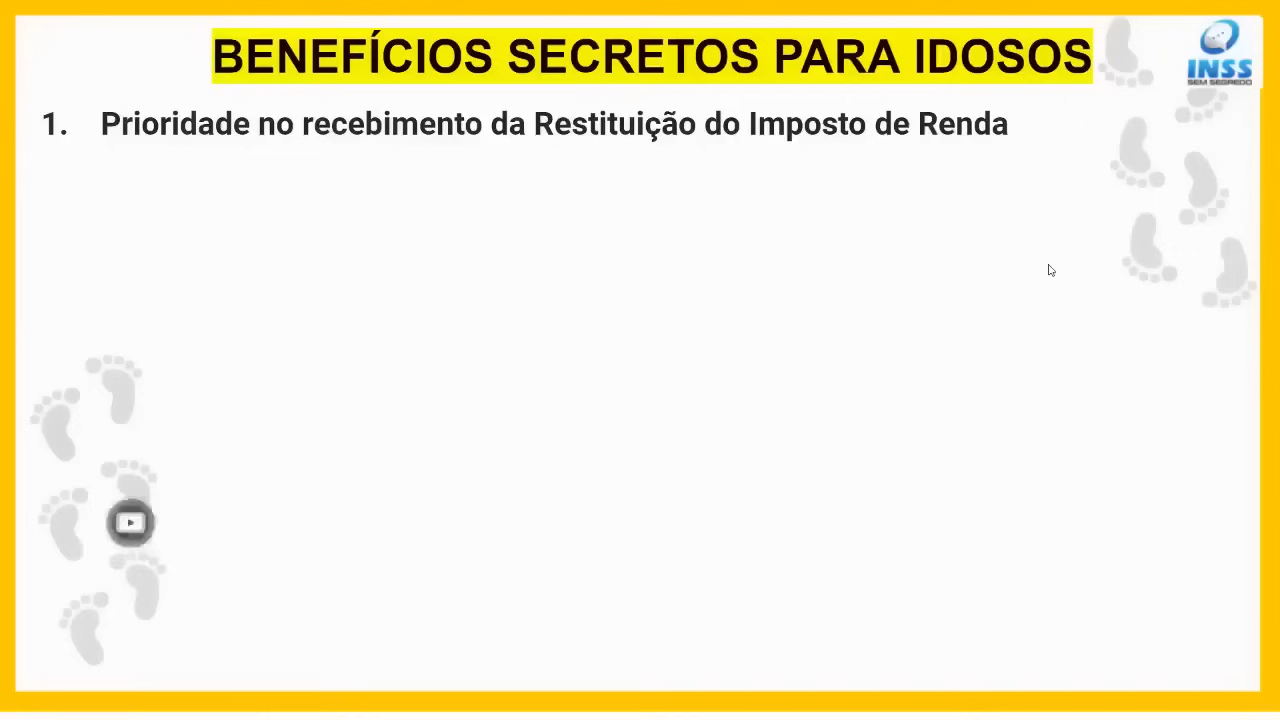 BENEFÍCIOS SECRETOS PARA IDOSOS
INSS
SEM SEGREDO
1. Prioridade no recebimento da Restituição do Imposto de Renda